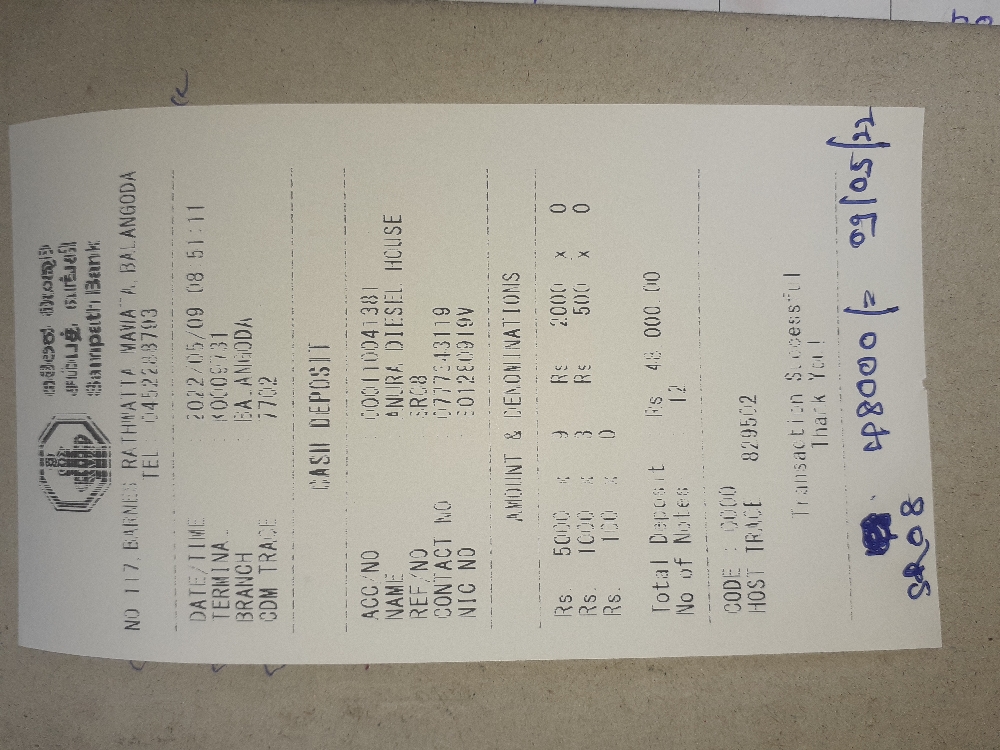 සම්පත් බැංකුව
சம்பத் வங்கி
Sampath Bank
NO 117, BARNES RATHWATTA MAWATA, BALANGODA
TEL 0452288793
DATE/TIME : 2022/05/09 08 51:11
TERMINA. : K0009731
BRANCH : BALANGODA
CDM TRACE : 7702
CASH DEPOSIT
ACC/NO : 000110041381
NAME : ANURA DIESEL HOUSE
REF/NO : SR08
CONTACT NO :
NIC NO :
AMOUNT & DENOMINATIONS
Rs. 5000 x 9 Rs 2000 x 0
Rs. 1000 x 3 Rs 500 x 0
Rs. 100 x 0
Total Deposit Rs 48 000.00
No of Notes 12
CODE : 0000
HOST TRACE 829502
Transaction Successful
Thank You!
48000/= 09/05/22
SR08